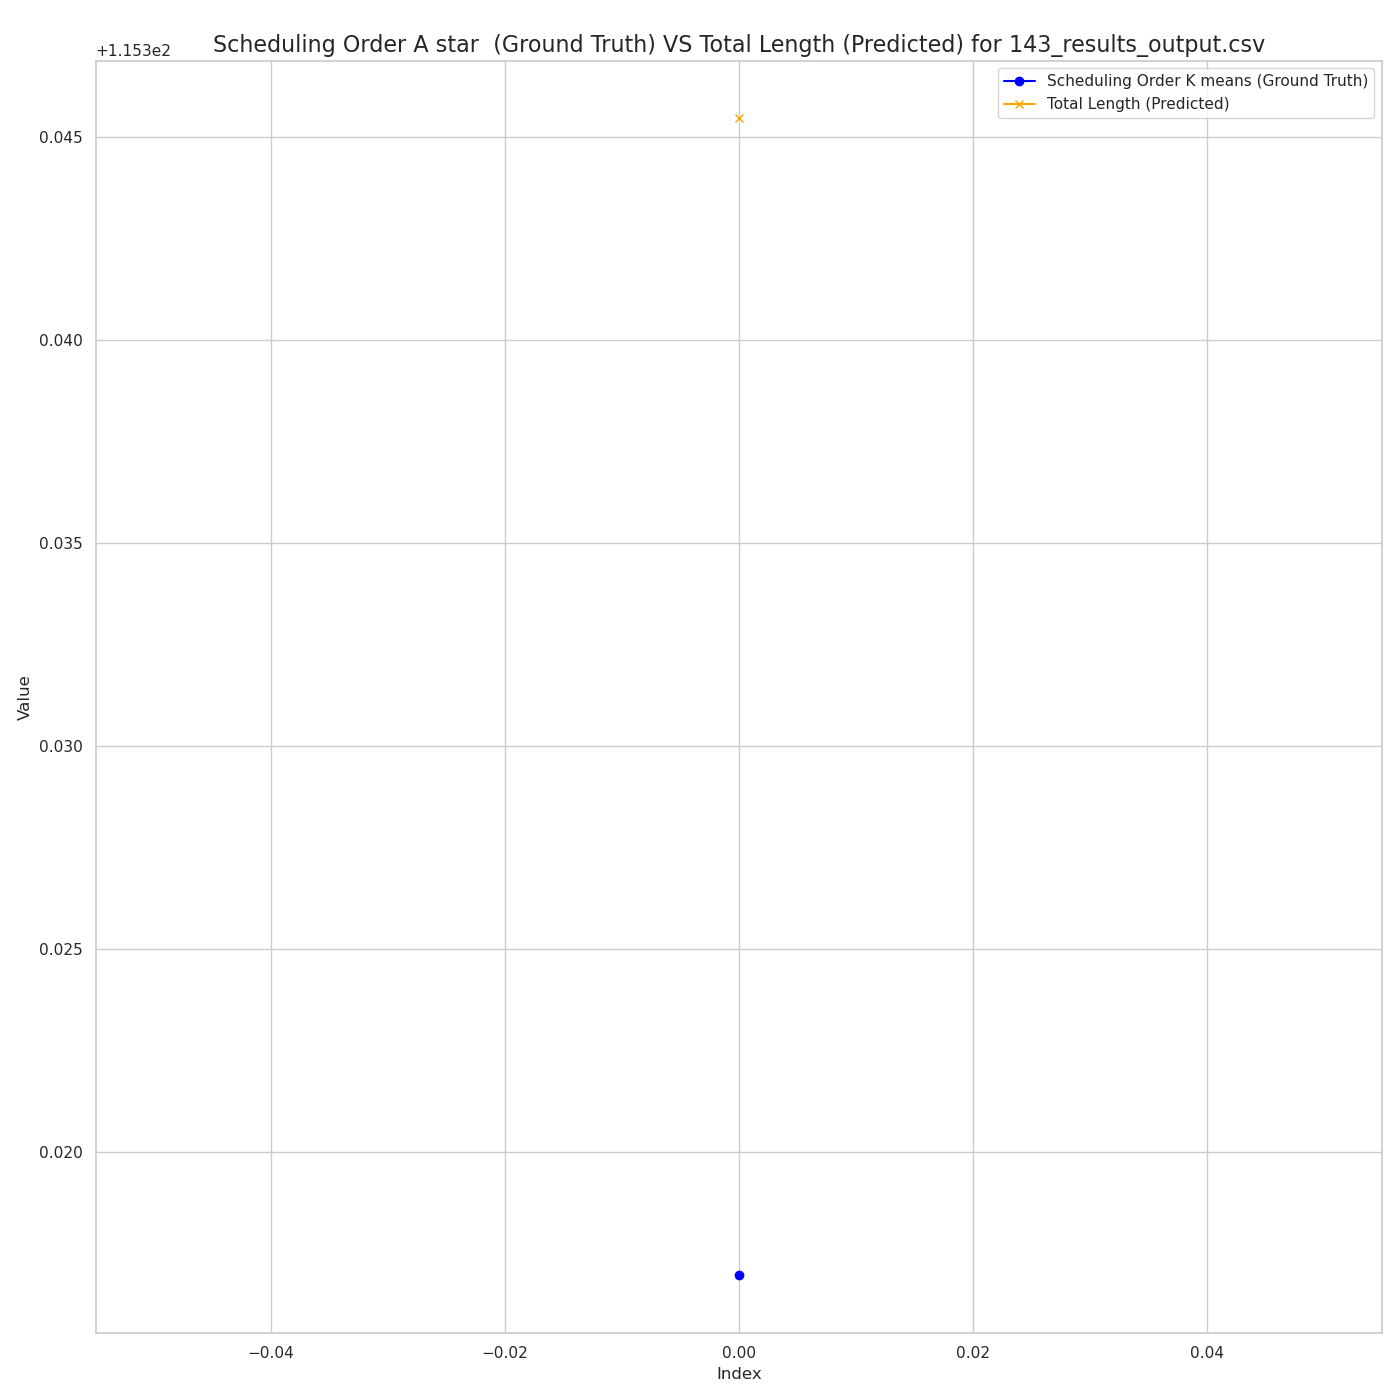 Scheduling Order A star  (Ground Truth) VS Total Length (Predicted) for 143_results_output.csv
+1.153e2
Scheduling Order K means (Ground Truth)
Total Length (Predicted)
0.045
0.040
0.035
0.030
0.025
0.020
Value
−0.04
−0.02
0.00
0.02
0.04
Index